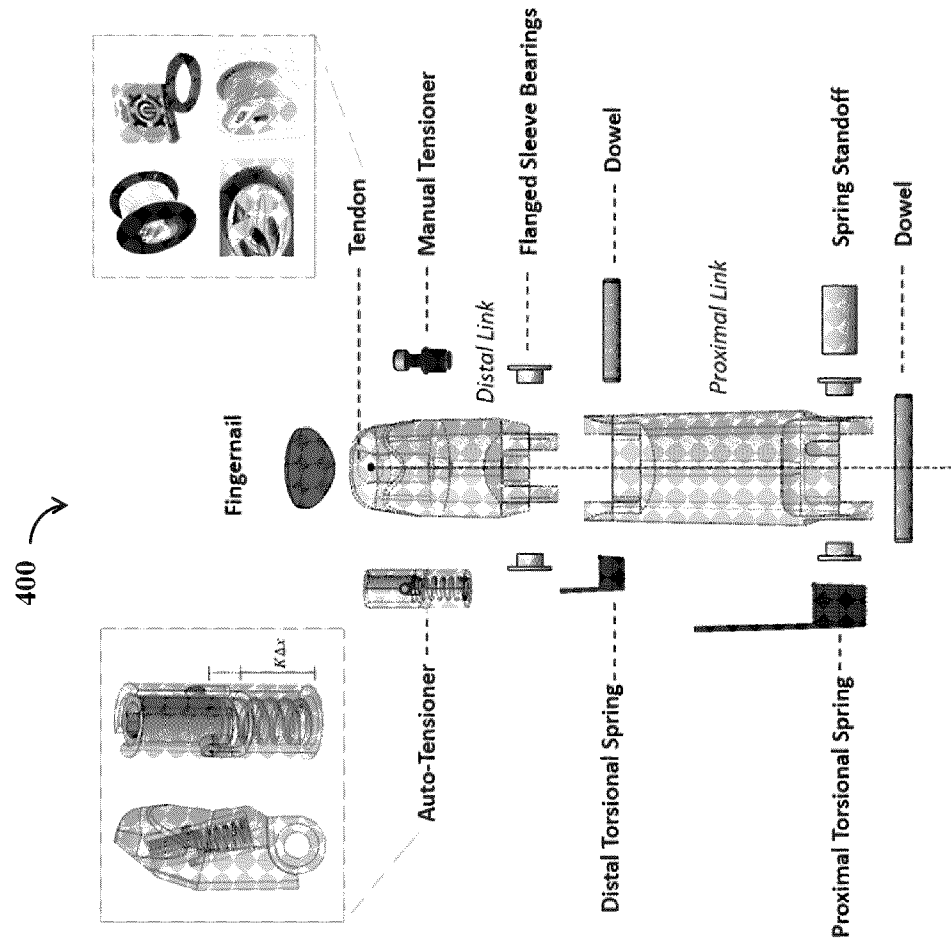 400
KΔx
Fingernail
Tendon
Auto-Tensioner
Manual Tensioner
Distal Link
Flanged Sleeve Bearings
Distal Torsional Spring
Dowel
Proximal Link
Proximal Torsional Spring
Spring Standoff
Dowel